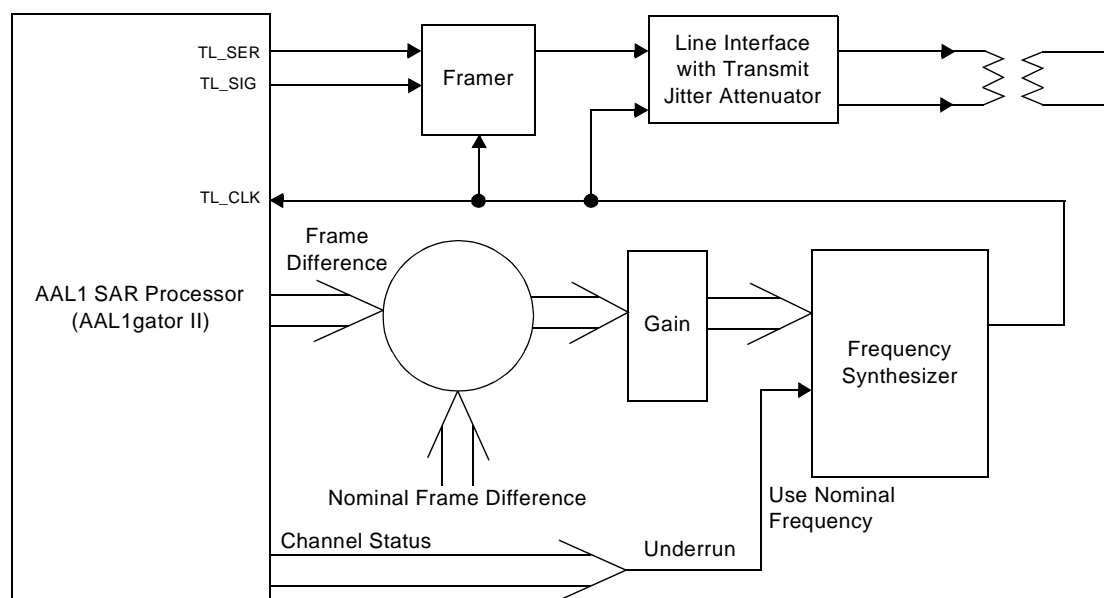 TL_SER
TL_SIG
Framer
Line Interface
with Transmit
Jitter Attenuator
TL_CLK
Frame
Difference
AAL1 SAR Processor
(AAL1gator II)
Gain
Frequency
Synthesizer
Nominal Frame Difference
Use Nominal
Frequency
Channel Status
Underrun